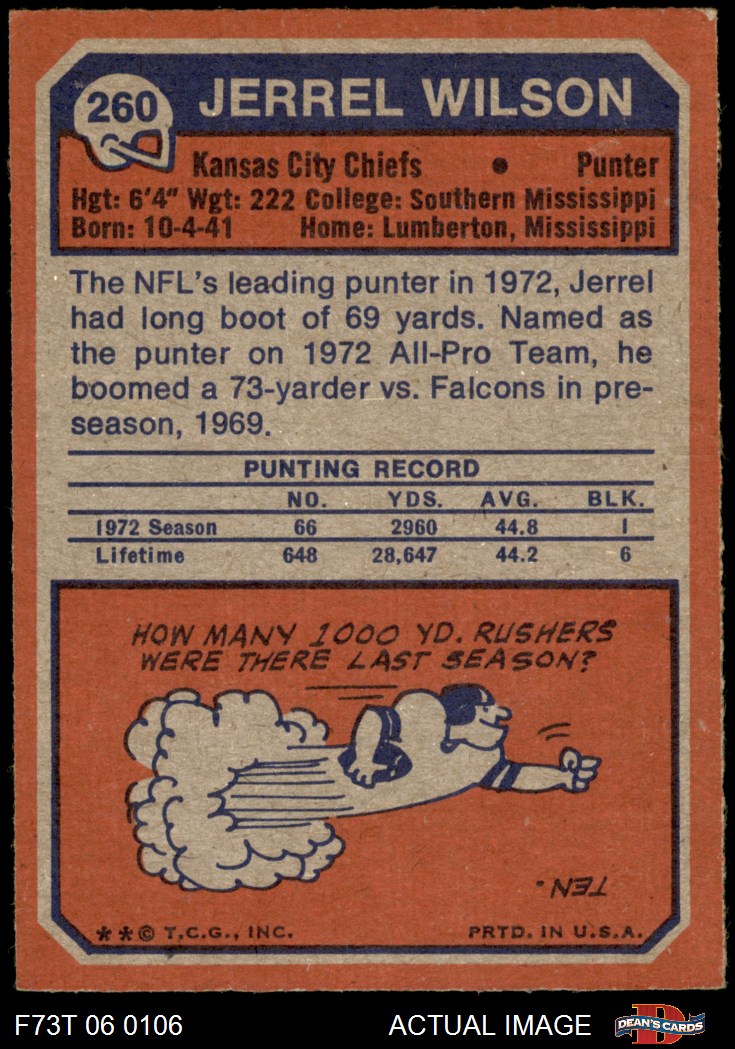 260 JERREL WILSON
Kansas City Chiefs • Punter
Hgt: 6'4" Wgt: 222 College: Southern Mississippi
Born: 10-4-41 Home: Lumberton, Mississippi
The NFL's leading punter in 1972, Jerrel
had long boot of 69 yards. Named as
the punter on 1972 All-Pro Team, he
boomed a 73-yarder vs. Falcons in pre-
season, 1969.
PUNTING RECORD
NO. YDS. AVG. BLK.
1972 Season 66 2960 44.8 1
Lifetime 648 28,647 44.2 6
HOW MANY 1000 YD. RUSHERS
WERE THERE LAST SEASON?
TEN.
**© T.C.G., INC. PRTD. IN U.S.A.
F73T 06 0106 ACTUAL IMAGE D DEAN'S CARDS